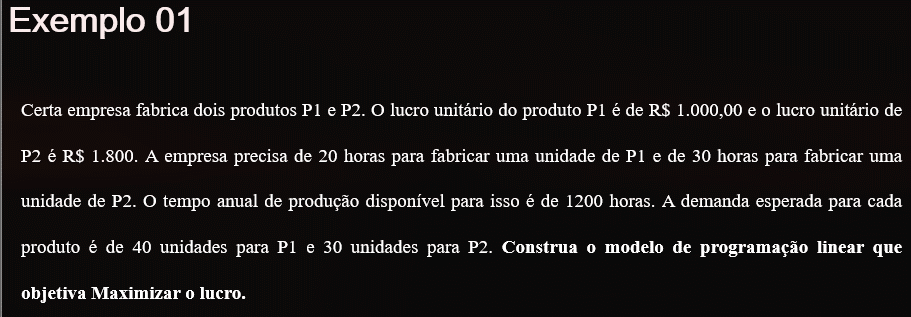 Exemplo 01
Certa empresa fabrica dois produtos P1 e P2. O lucro unitário do produto P1 é de R$ 1.000,00 e o lucro unitário de
P2 é R$ 1.800. A empresa precisa de 20 horas para fabricar uma unidade de P1 e de 30 horas para fabricar uma
unidade de P2. O tempo anual de produção disponível para isso é de 1200 horas. A demanda esperada para cada
produto é de 40 unidades para P1 e 30 unidades para P2. Construa o modelo de programação linear que
objetiva Maximizar o lucro.